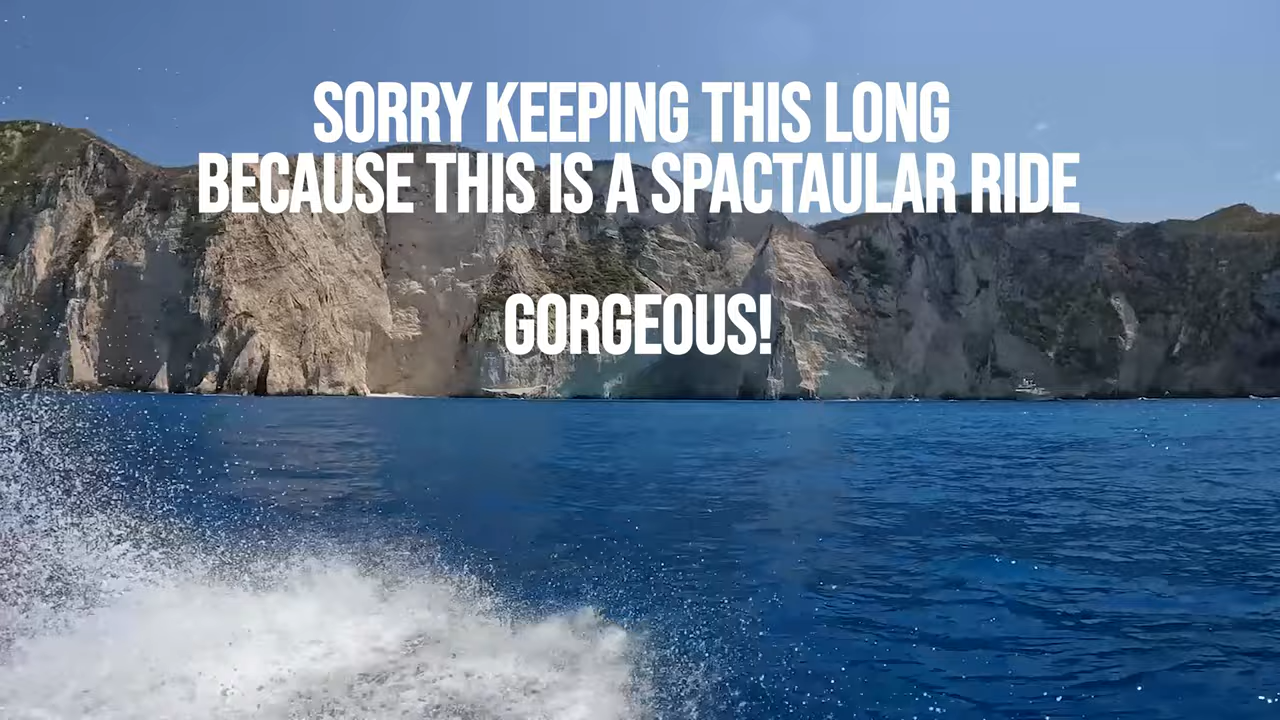 SORRY KEEPING THIS LONG
BECAUSE THIS IS A SPACTAULAR RIDE
GORGEOUS!